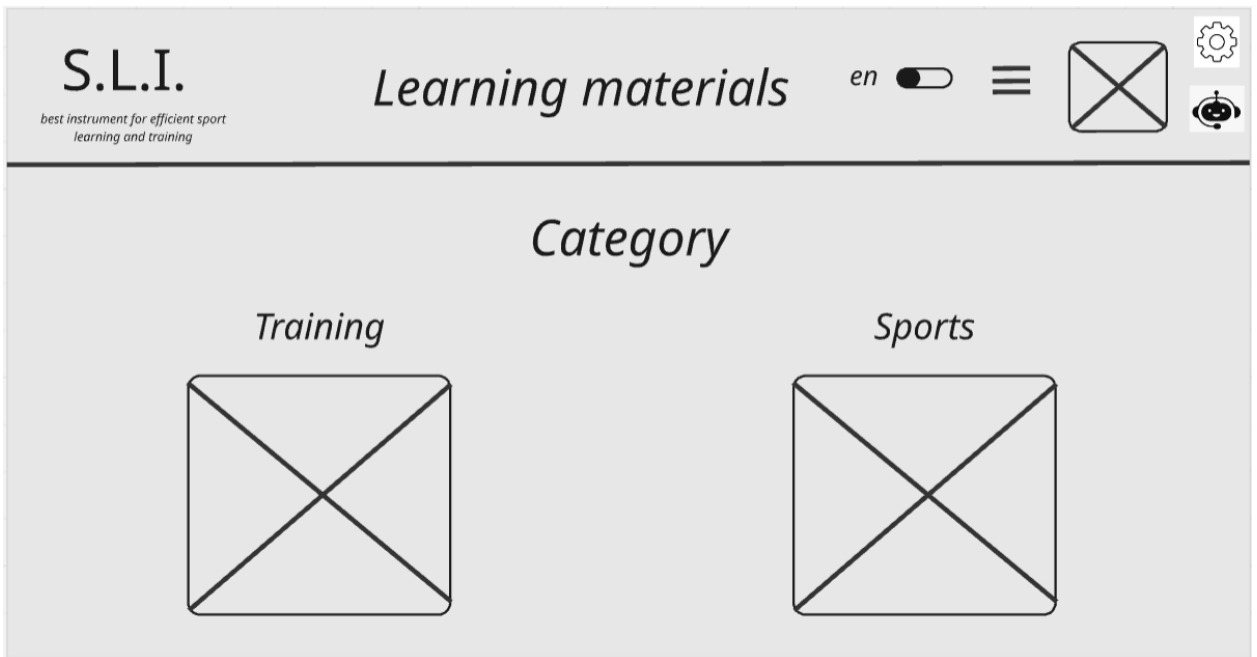 S.L.I.
best instrument for efficient sport
learning and training
Learning materials
en
Category
Training
Sports